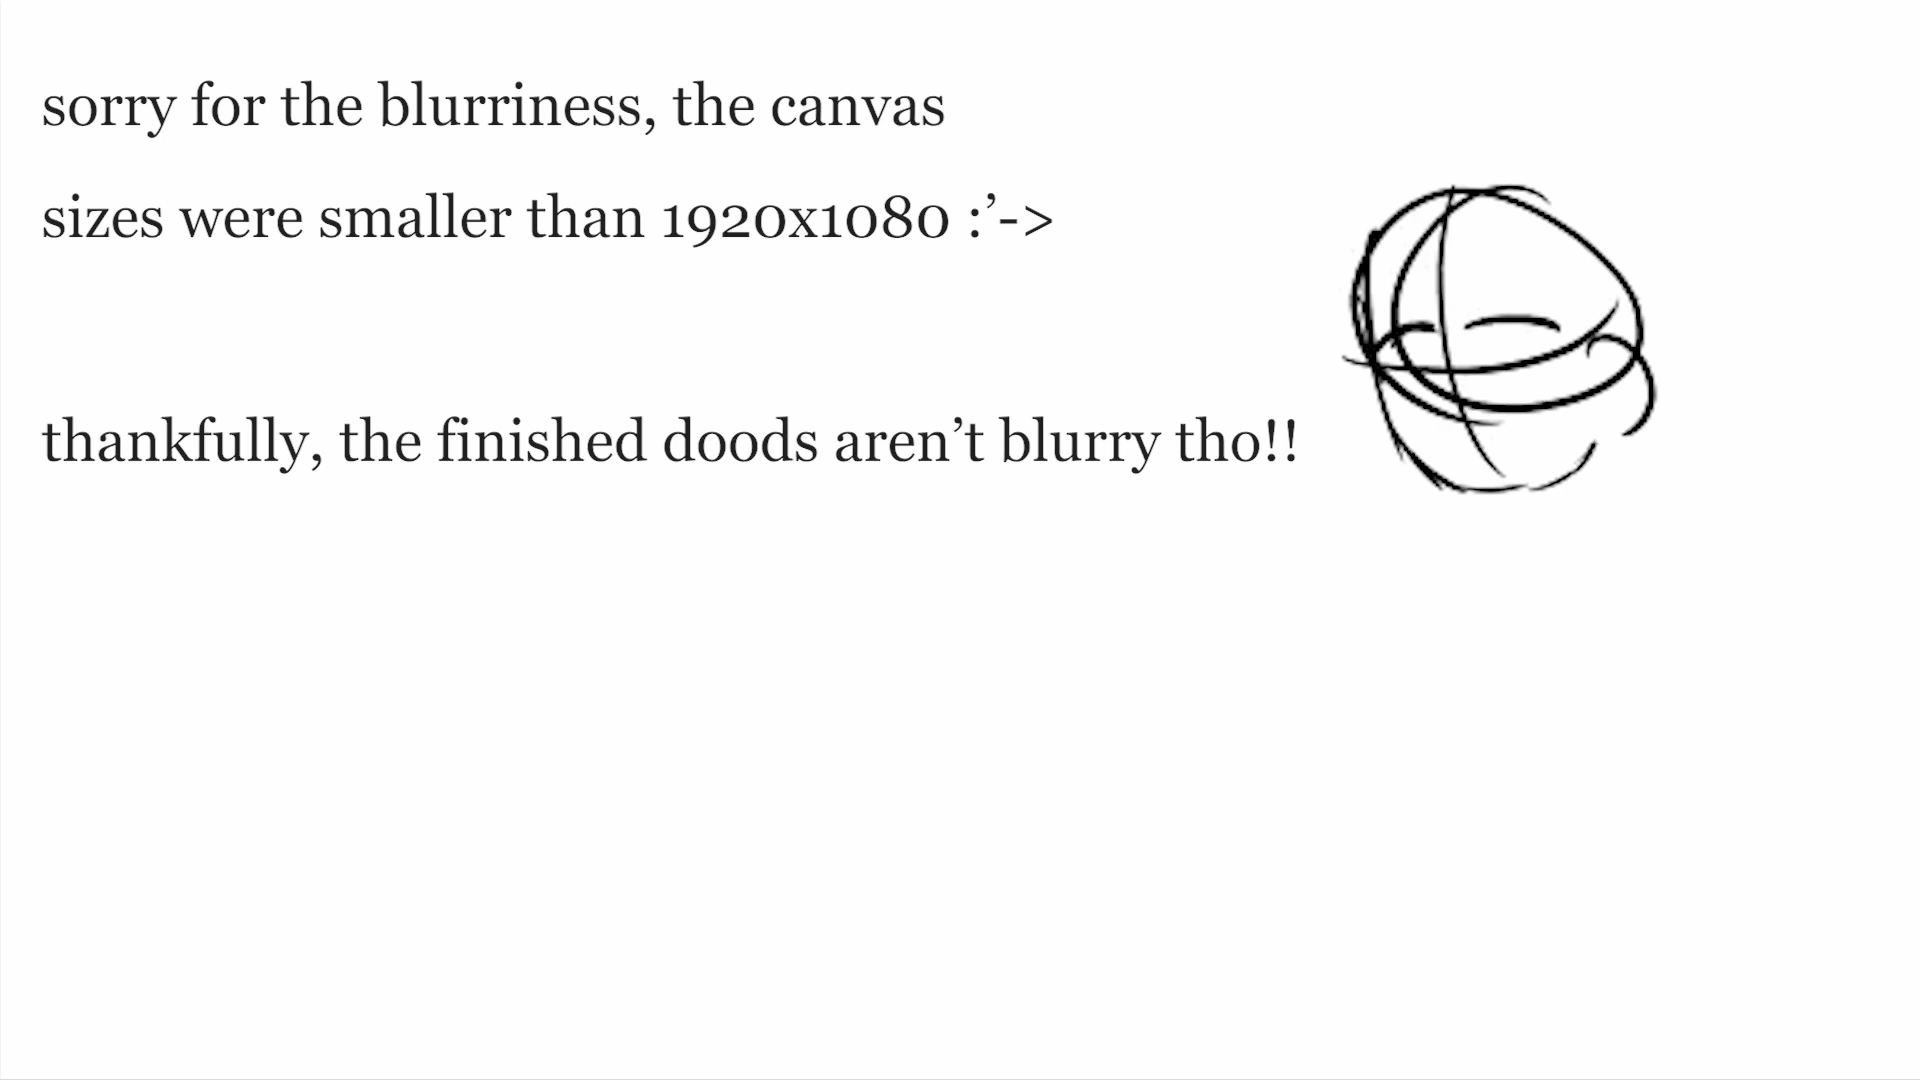 sorry for the blurriness, the canvas
sizes were smaller than 1920x1080 :’->
thankfully, the finished doods aren’t blurry tho!!